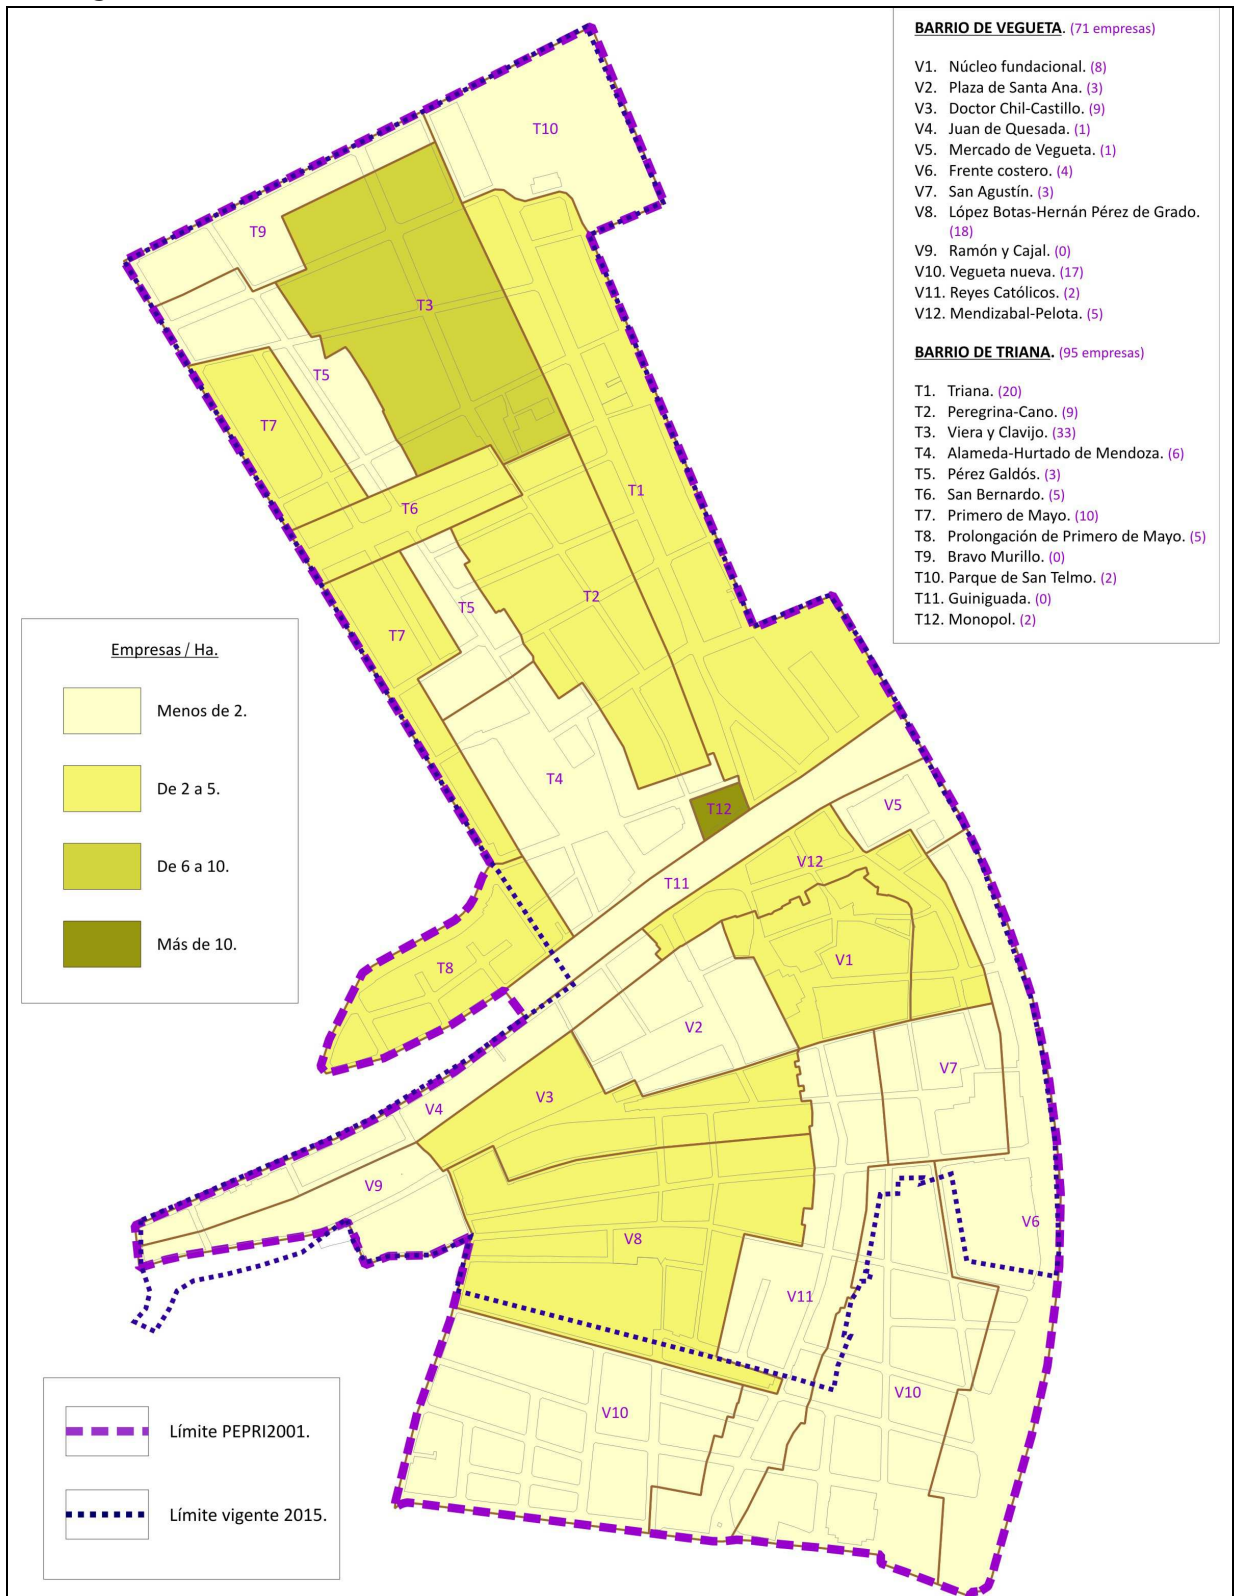 BARRIO DE VEGUETA. (71 empresas)
V1. Núcleo fundacional. (8)
V2. Plaza de Santa Ana. (3)
V3. Doctor Chil-Castillo. (9)
V4. Juan de Quesada. (1)
V5. Mercado de Vegueta. (1)
V6. Frente costero. (4)
V7. San Agustín. (3)
V8. López Botas-Hernán Pérez de Grado.
(18)
V9. Ramón y Cajal. (0)
V10. Vegueta nueva. (17)
V11. Reyes Católicos. (2)
V12. Mendizabal-Pelota. (5)
BARRIO DE TRIANA. (95 empresas)
T1. Triana. (20)
T2. Peregrina-Cano. (9)
T3. Viera y Clavijo. (33)
T4. Alameda-Hurtado de Mendoza. (6)
T5. Pérez Galdós. (3)
T6. San Bernardo. (5)
T7. Primero de Mayo. (10)
T8. Prolongación de Primero de Mayo. (5)
T9. Bravo Murillo. (0)
T10. Parque de San Telmo. (2)
T11. Guiniguada. (0)
T12. Monopol. (2)
T10
T9
T3
T5
T7
T1
T6
T2
T5
T7
T4
T12
V5
V12
T11
V1
T8
V2
V7
V3
V4
V9
V6
V8
V11
V10
V10
Empresas / Ha.
Menos de 2.
De 2 a 5.
De 6 a 10.
Más de 10.
Límite PEPRI2001.
Límite vigente 2015.